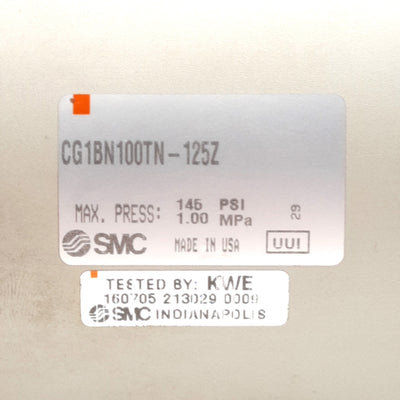 CG1BN100TN-125Z
MAX. PRESS: 145 PSI
1.00 MPa
29
SMC MADE IN USA UUI
TESTED BY: KWE
160705 213029 0009
SMC INDIANAPOLIS